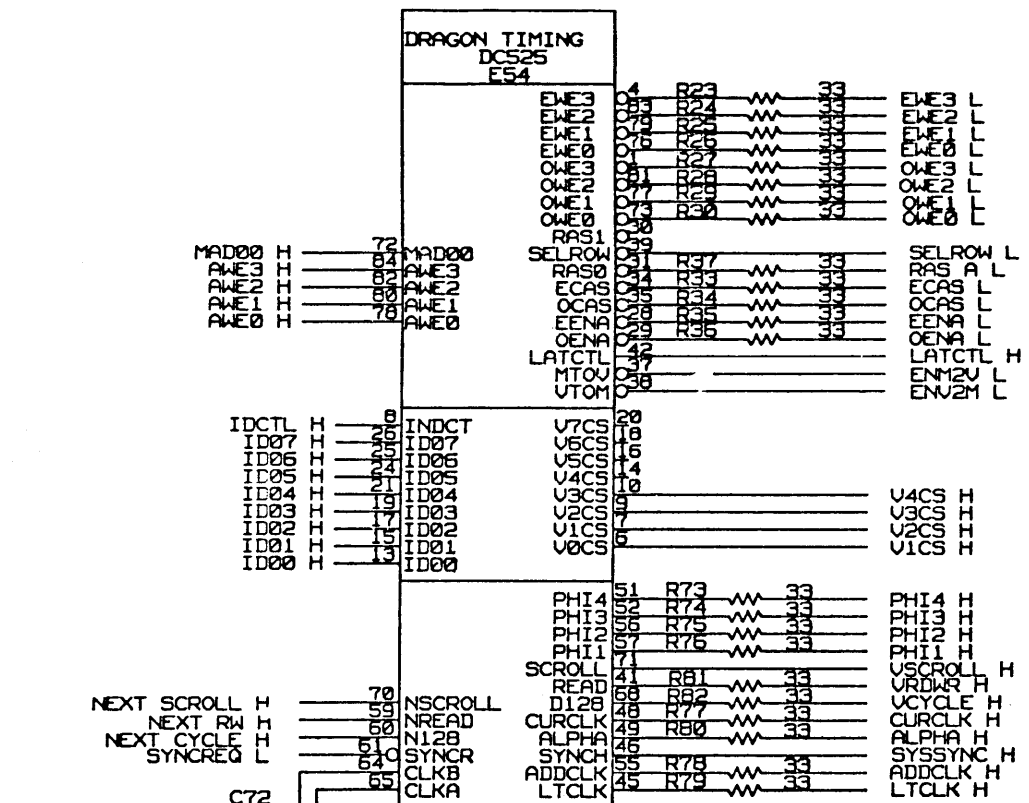 DRAGON TIMING
DC525
E54
EWE3 4 R23 33 EWE3 L
EWE2 83 R24 33 EWE2 L
EWE1 79 R25 33 EWE1 L
EWE0 76 R26 33 EWE0 L
OWE3 1 R27 33 OWE3 L
OWE2 81 R28 33 OWE2 L
OWE1 77 R29 33 OWE1 L
OWE0 73 R30 33 OWE0 L
RAS1 30
MAD00 H 72 MAD00 SELROW 39 SELROW L
AWE3 H 84 AWE3 RAS0 31 R37 33 RAS A L
AWE2 H 82 AWE2 ECAS 34 R33 33 ECAS L
AWE1 H 80 AWE1 OCAS 35 R34 33 OCAS L
AWE0 H 78 AWE0 EENA 28 R35 33 EENA L
OENA 29 R36 33 OENA L
LATCTL 42 LATCTL H
MTOV 37 ENM2V L
VTOM 38 ENV2M L
IDCTL H 8 INDCT V7CS 20
ID07 H 26 ID07 V6CS 18
ID06 H 25 ID06 V5CS 16
ID05 H 24 ID05 V4CS 14
ID04 H 21 ID04 V3CS 10 V4CS H
ID03 H 19 ID03 V2CS 9 V3CS H
ID02 H 17 ID02 V1CS 7 V2CS H
ID01 H 15 ID01 V0CS 6 V1CS H
ID00 H 13 ID00
PHI4 51 R73 33 PHI4 H
PHI3 52 R74 33 PHI3 H
PHI2 56 R75 33 PHI2 H
PHI1 57 R76 33 PHI1 H
SCROLL 71 VSCROLL H
READ 41 R81 33 VRDWR H
NEXT SCROLL H 70 NSCROLL D128 68 R82 33 VCYCLE H
NEXT RW H 59 NREAD CURCLK 48 R77 33 CURCLK H
NEXT CYCLE H 60 N128 ALPHA 49 R80 33 ALPHA H
SYNCREQ L 61 SYNCR SYNCH 46 SYSSYNC H
64 CLKB ADDCLK 55 R78 33 ADDCLK H
C72 65 CLKA LTCLK 45 R79 33 LTCLK H